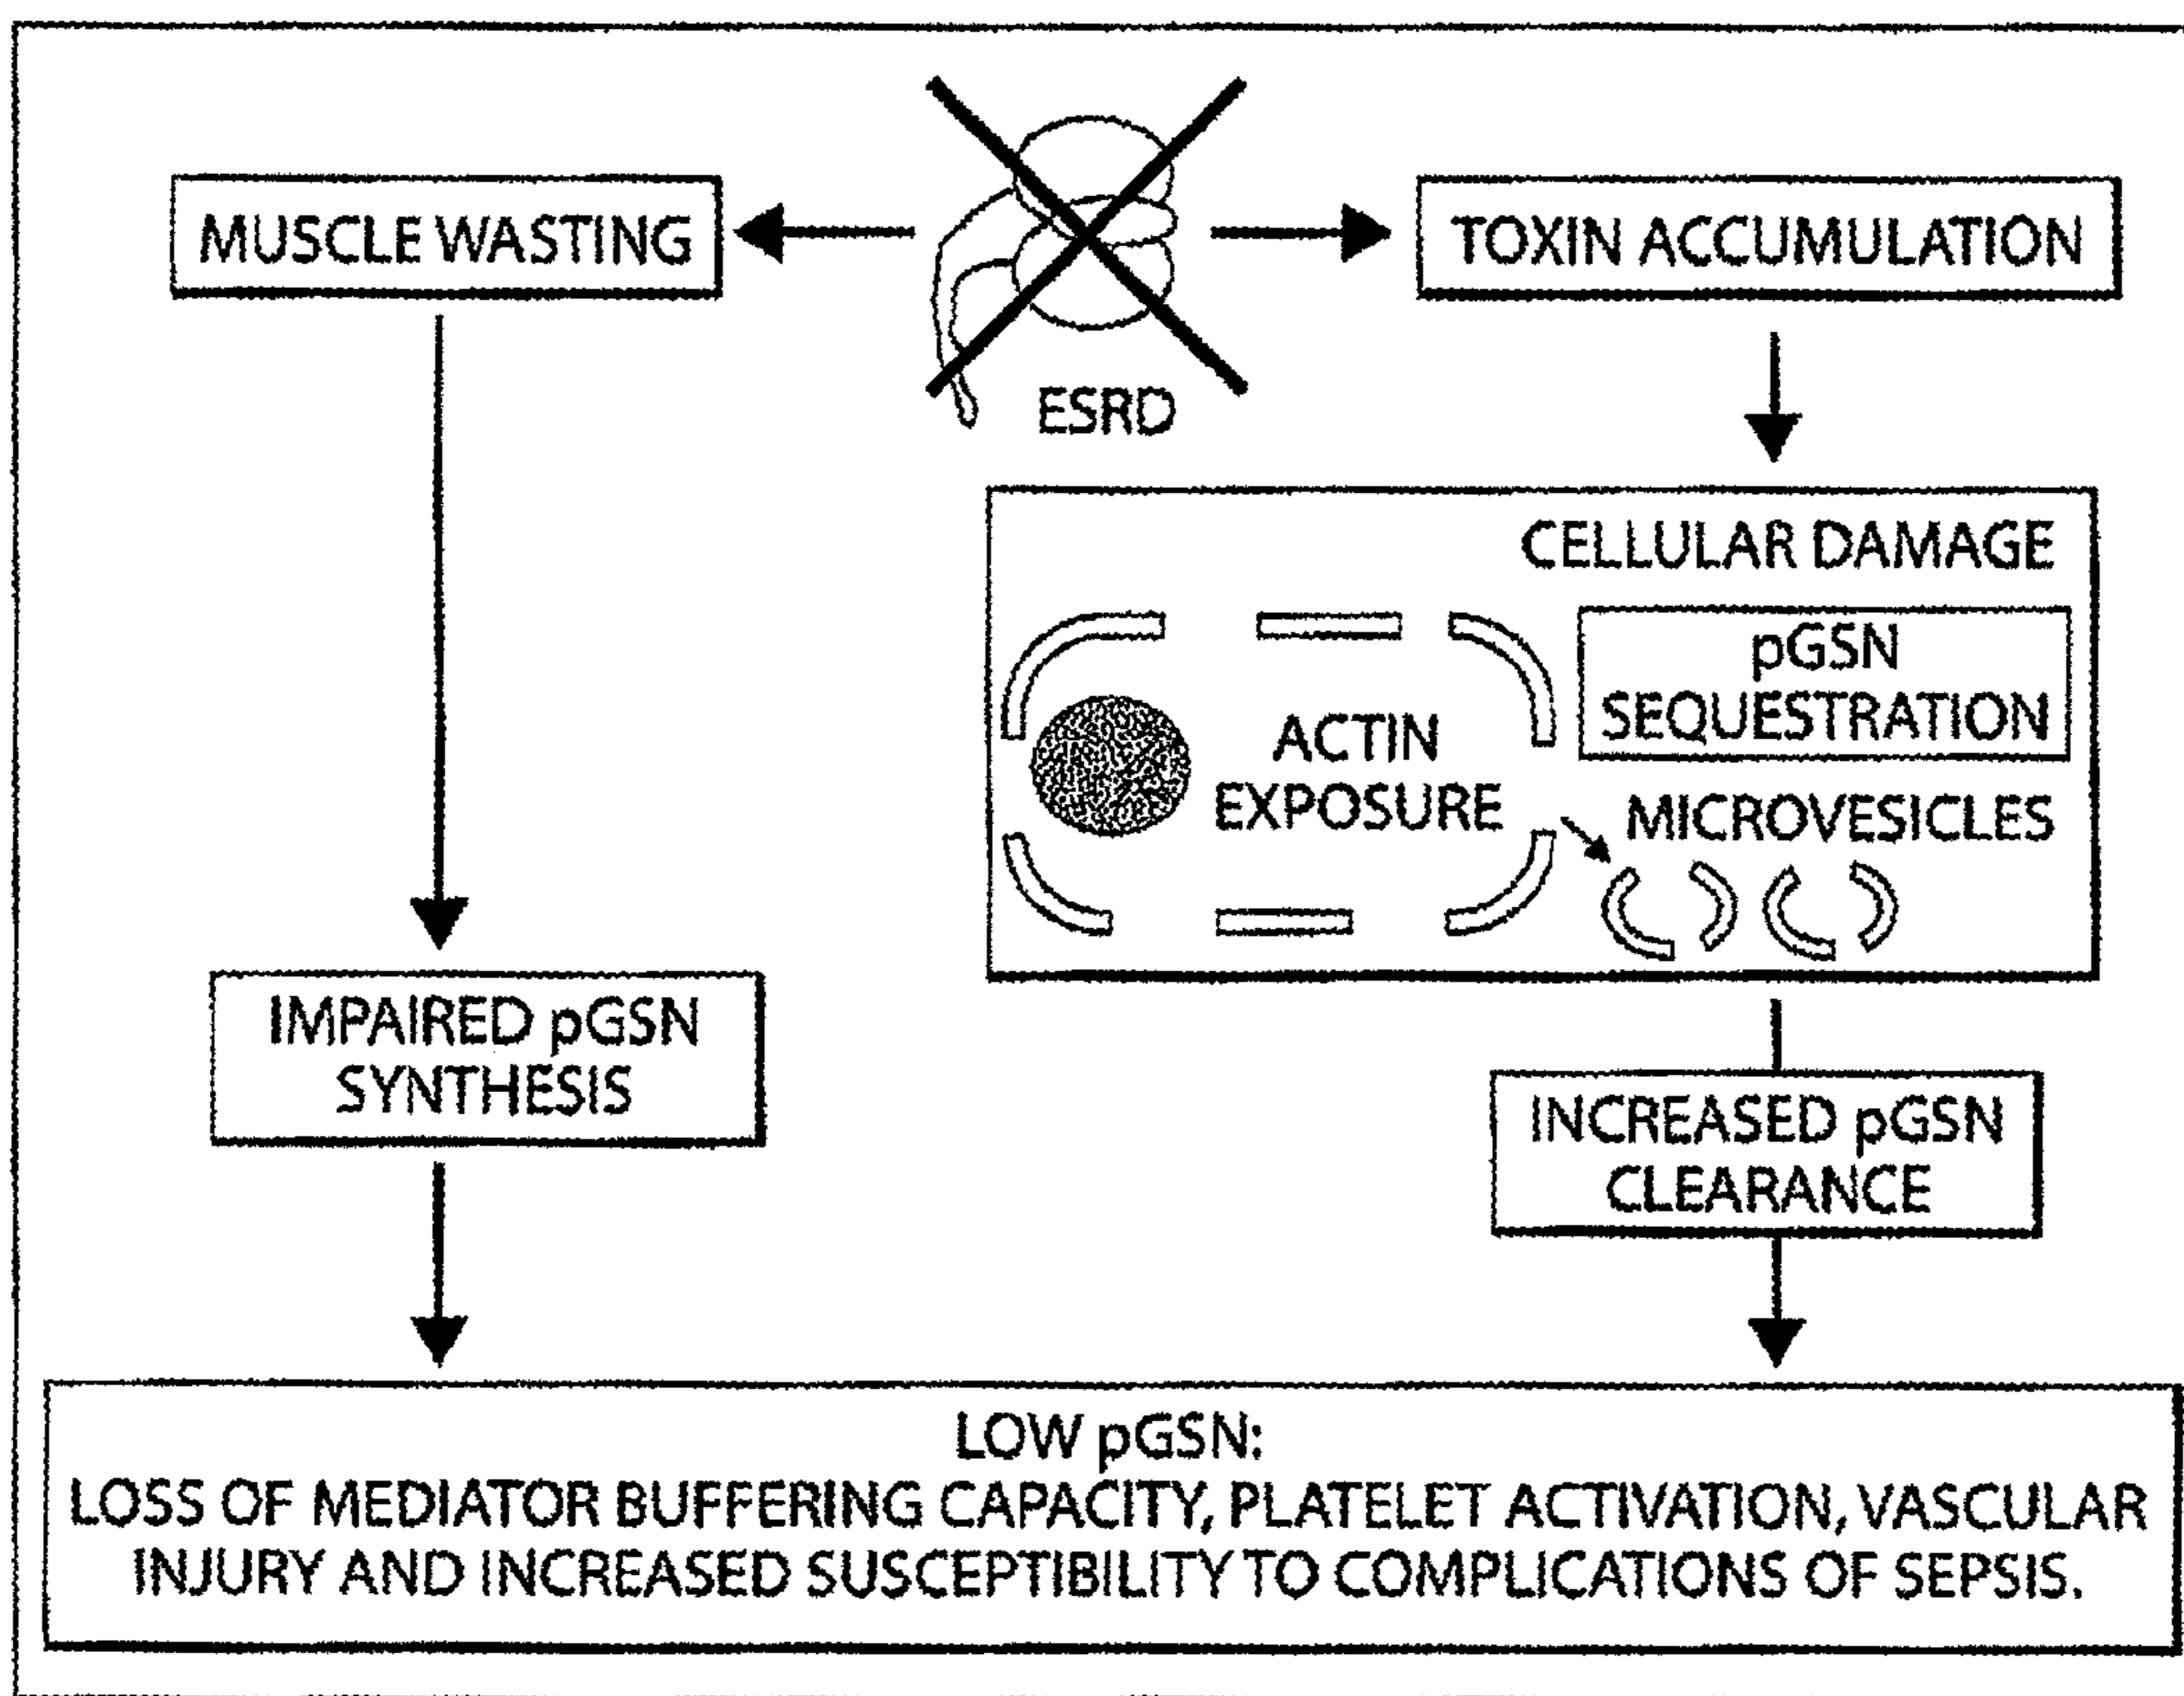 MUSCLE WASTING
TOXIN ACCUMULATION
ESRD
CELLULAR DAMAGE
pGSN
SEQUESTRATION
ACTIN
EXPOSURE
MICROVESICLES
IMPAIRED pGSN
SYNTHESIS
INCREASED pGSN
CLEARANCE
LOW pGSN:
LOSS OF MEDIATOR BUFFERING CAPACITY, PLATELET ACTIVATION, VASCULAR
INJURY AND INCREASED SUSCEPTIBILITY TO COMPLICATIONS OF SEPSIS.